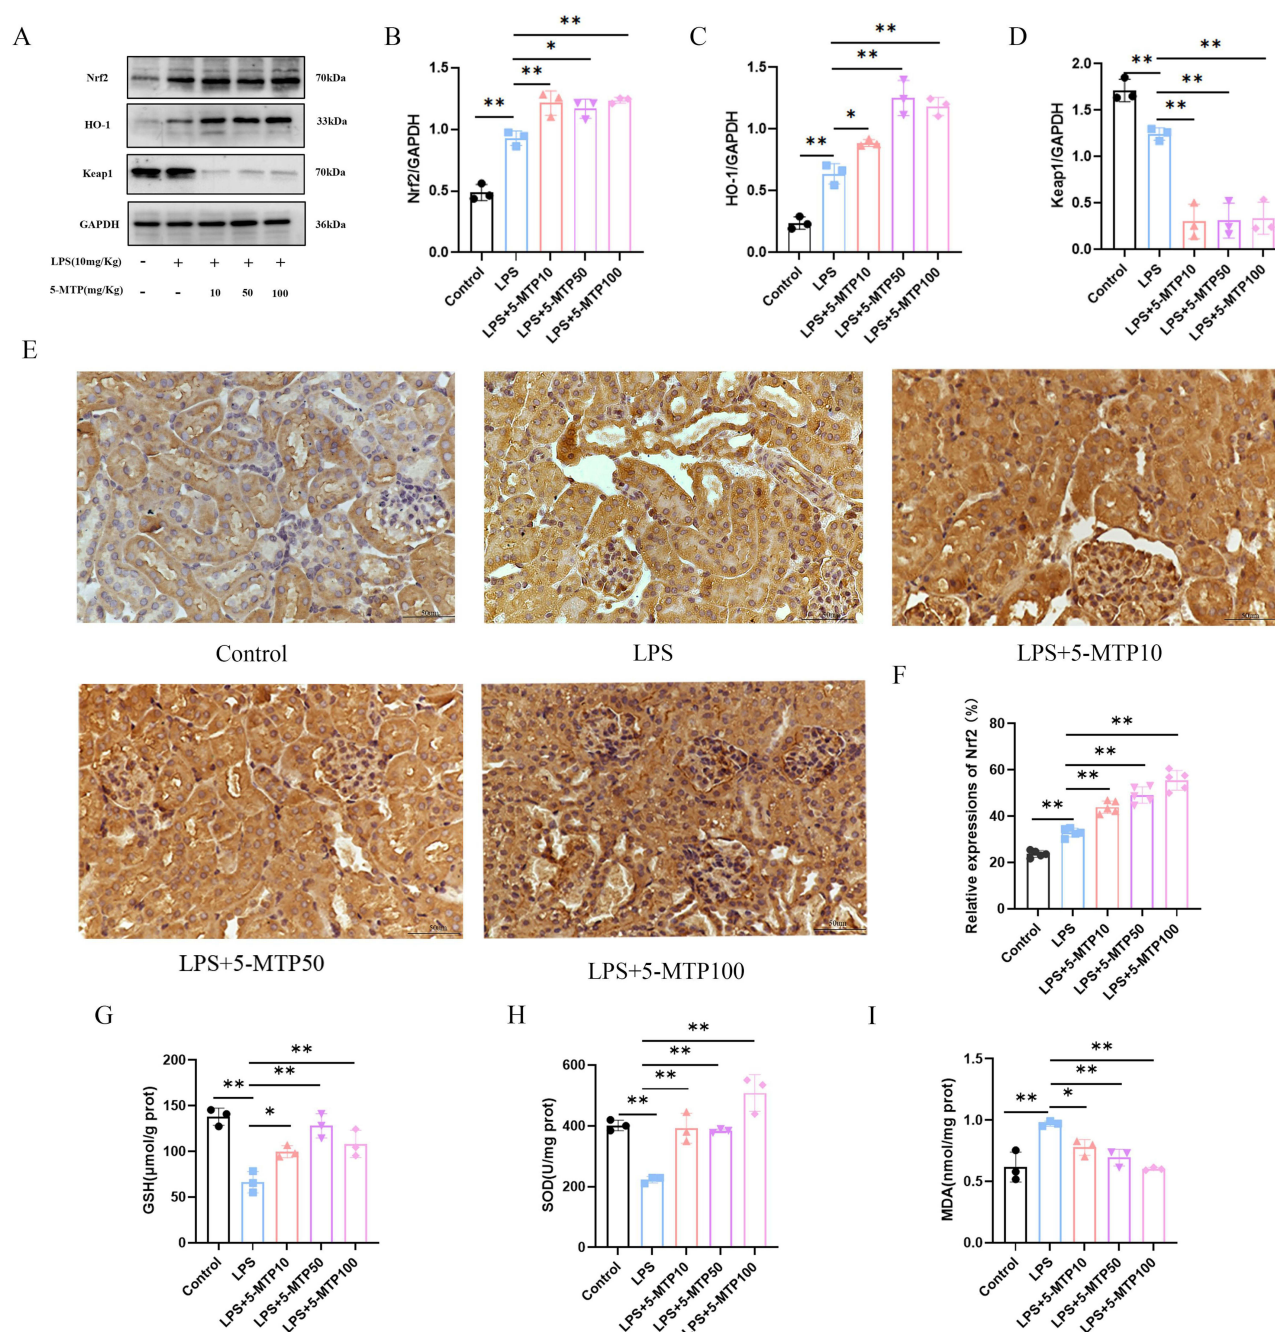 A
Nrf2 70kDa
HO-1 33kDa
Keap1 70kDa
GAPDH 36kDa
LPS(10mg/Kg) - + + + +
5-MTP(mg/Kg) - - 10 50 100
B
Nrf2/GAPDH
1.5
1.0
0.5
0.0
** ** * **
Control
LPS
LPS+5-MTP10
LPS+5-MTP50
LPS+5-MTP100
C
HO-1/GAPDH
1.5
1.0
0.5
0.0
** * ** **
Control
LPS
LPS+5-MTP10
LPS+5-MTP50
LPS+5-MTP100
D
Keap1/GAPDH
2.0
1.5
1.0
0.5
0.0
** ** ** **
Control
LPS
LPS+5-MTP10
LPS+5-MTP50
LPS+5-MTP100
E
Control
LPS
LPS+5-MTP10
LPS+5-MTP50
LPS+5-MTP100
F
Relative expressions of Nrf2 (%)
80
60
40
20
0
** ** ** **
Control
LPS
LPS+5-MTP10
LPS+5-MTP50
LPS+5-MTP100
G
GSH(μmol/g prot)
200
150
100
50
0
** * ** **
Control
LPS
LPS+5-MTP10
LPS+5-MTP50
LPS+5-MTP100
H
SOD(U/mg prot)
600
400
200
0
** ** ** **
Control
LPS
LPS+5-MTP10
LPS+5-MTP50
LPS+5-MTP100
I
MDA(nmol/mg prot)
1.5
1.0
0.5
0.0
** * ** **
Control
LPS
LPS+5-MTP10
LPS+5-MTP50
LPS+5-MTP100